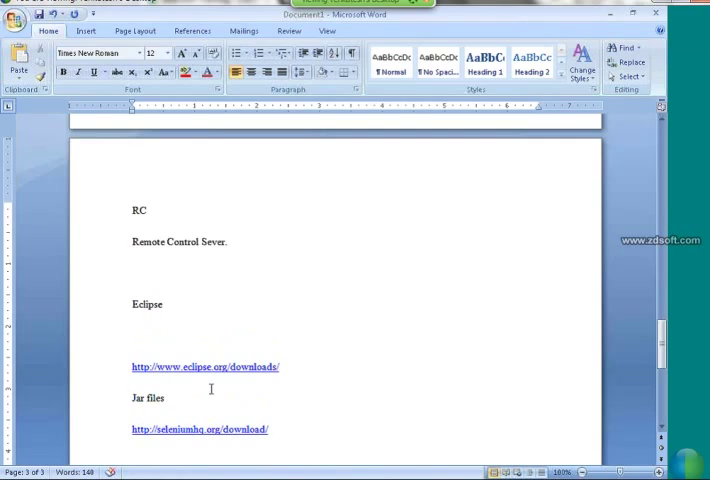 Document1 - Microsoft Word
Home Insert Page Layout References Mailings Review View
Paste
Times New Roman 12
Find
Replace
Select
AaBbCcDc AaBbCcDc AaBbC AaBbCc
¶ Normal ¶ No Spaci... Heading 1 Heading 2
Change
Styles
Clipboard Font Paragraph Styles Editing
RC
Remote Control Sever.
Eclipse
http://www.eclipse.org/downloads/
Jar files
http://seleniumhq.org/download/
www.zdsoft.com
Page: 3 of 3 Words: 140 100%